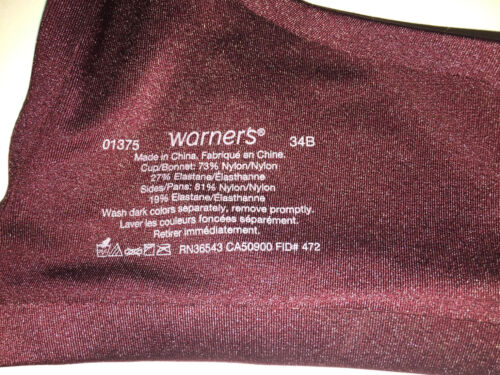 01375 warner's® 34B
Made in China. Fabriqué en Chine.
Cup/Bonnet: 73% Nylon/Nylon
27% Elastane/Élasthanne
Sides/Pans: 81% Nylon/Nylon
19% Elastane/Élasthanne
Wash dark colors separately, remove promptly.
Laver les couleurs foncées séparément.
Retirer immédiatement.
RN36543 CA50900 FID# 472